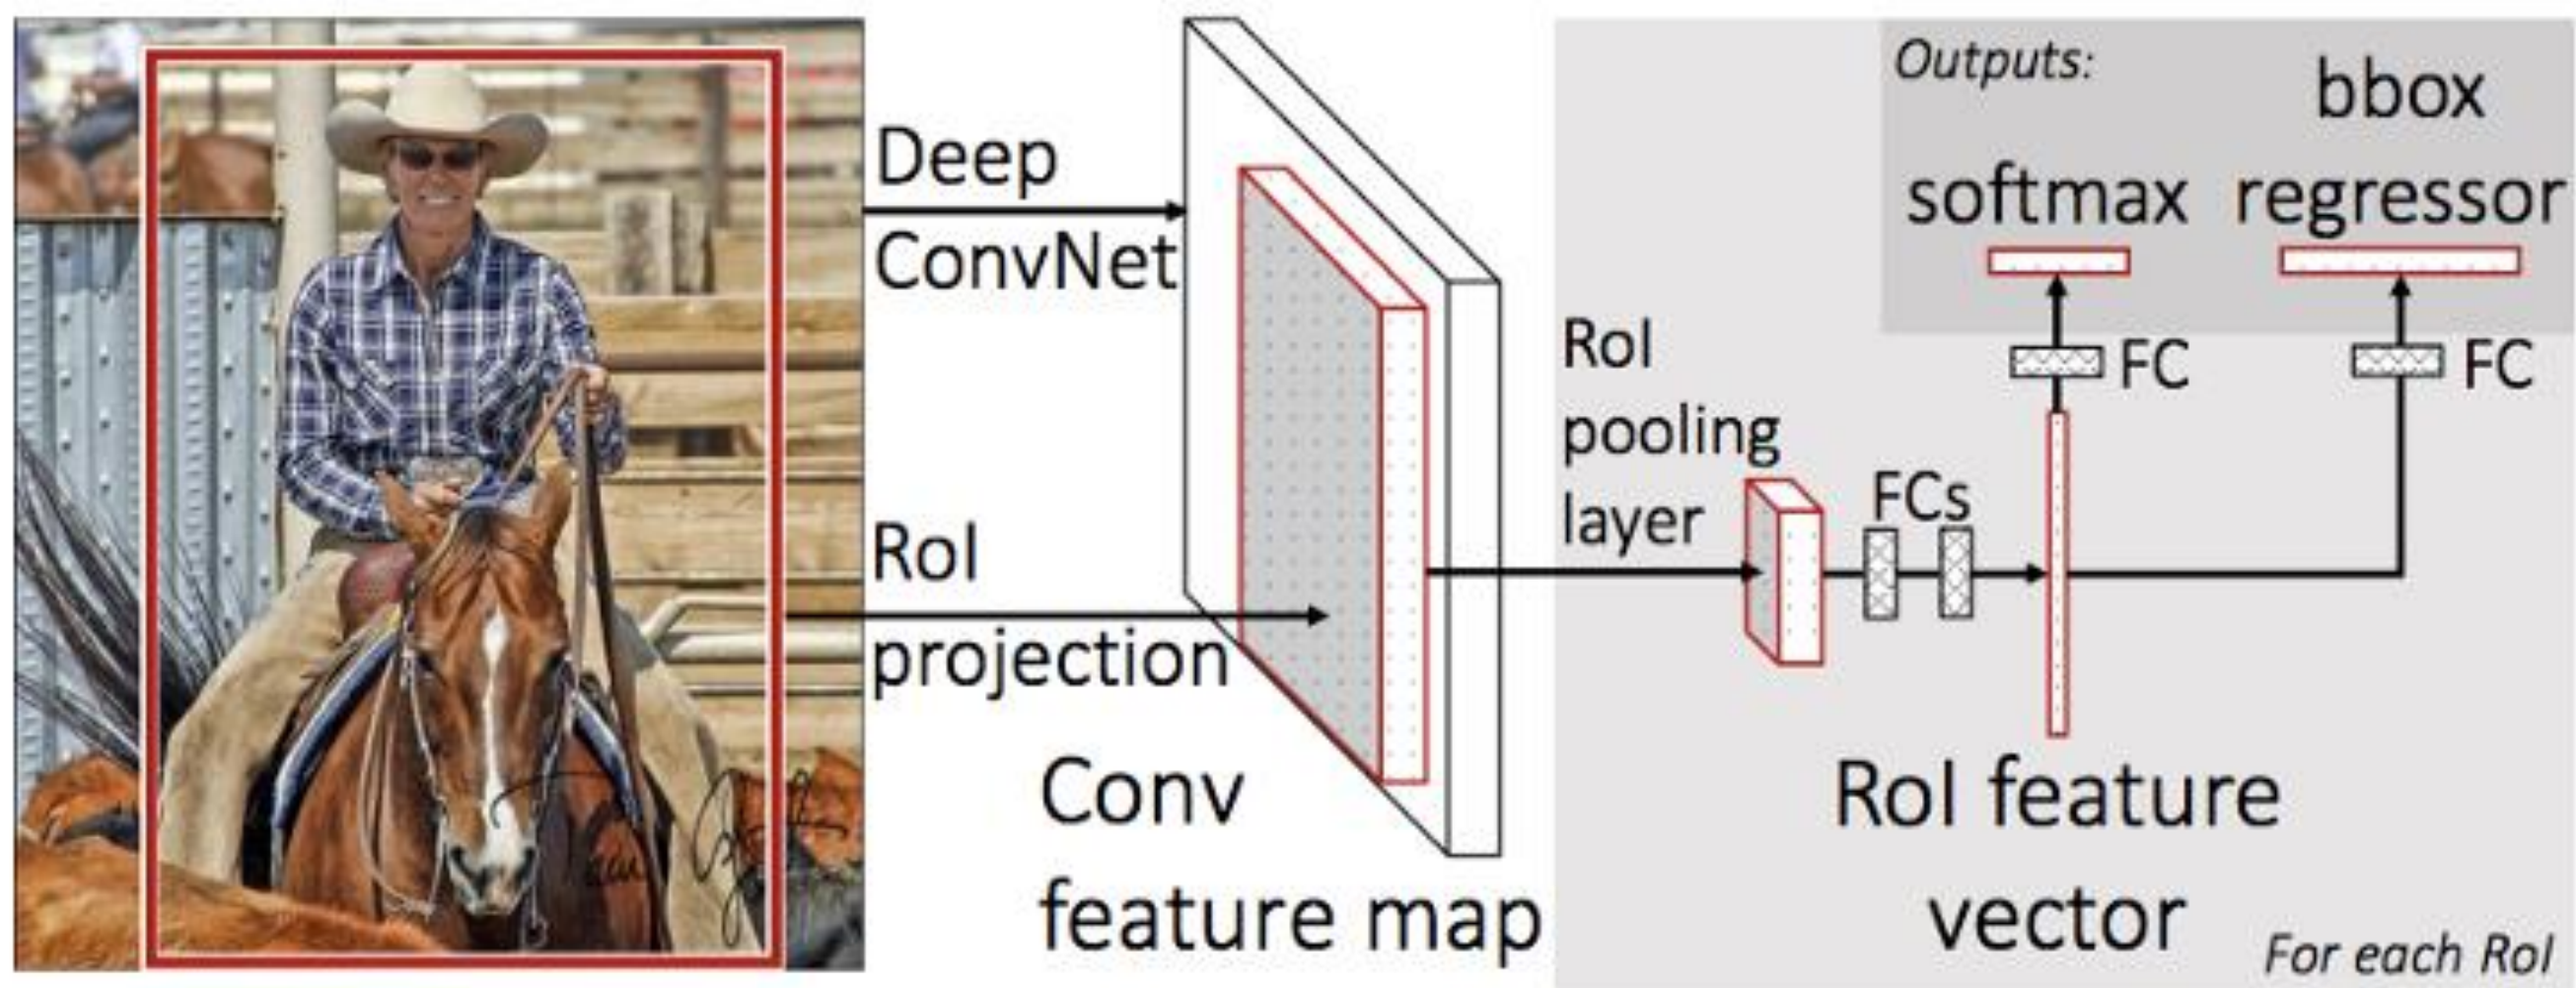 Deep
ConvNet
RoI
projection
Conv
feature map
RoI
pooling
layer
FCs
Outputs:
softmax
bbox
regressor
FC
FC
RoI feature
vector
For each RoI